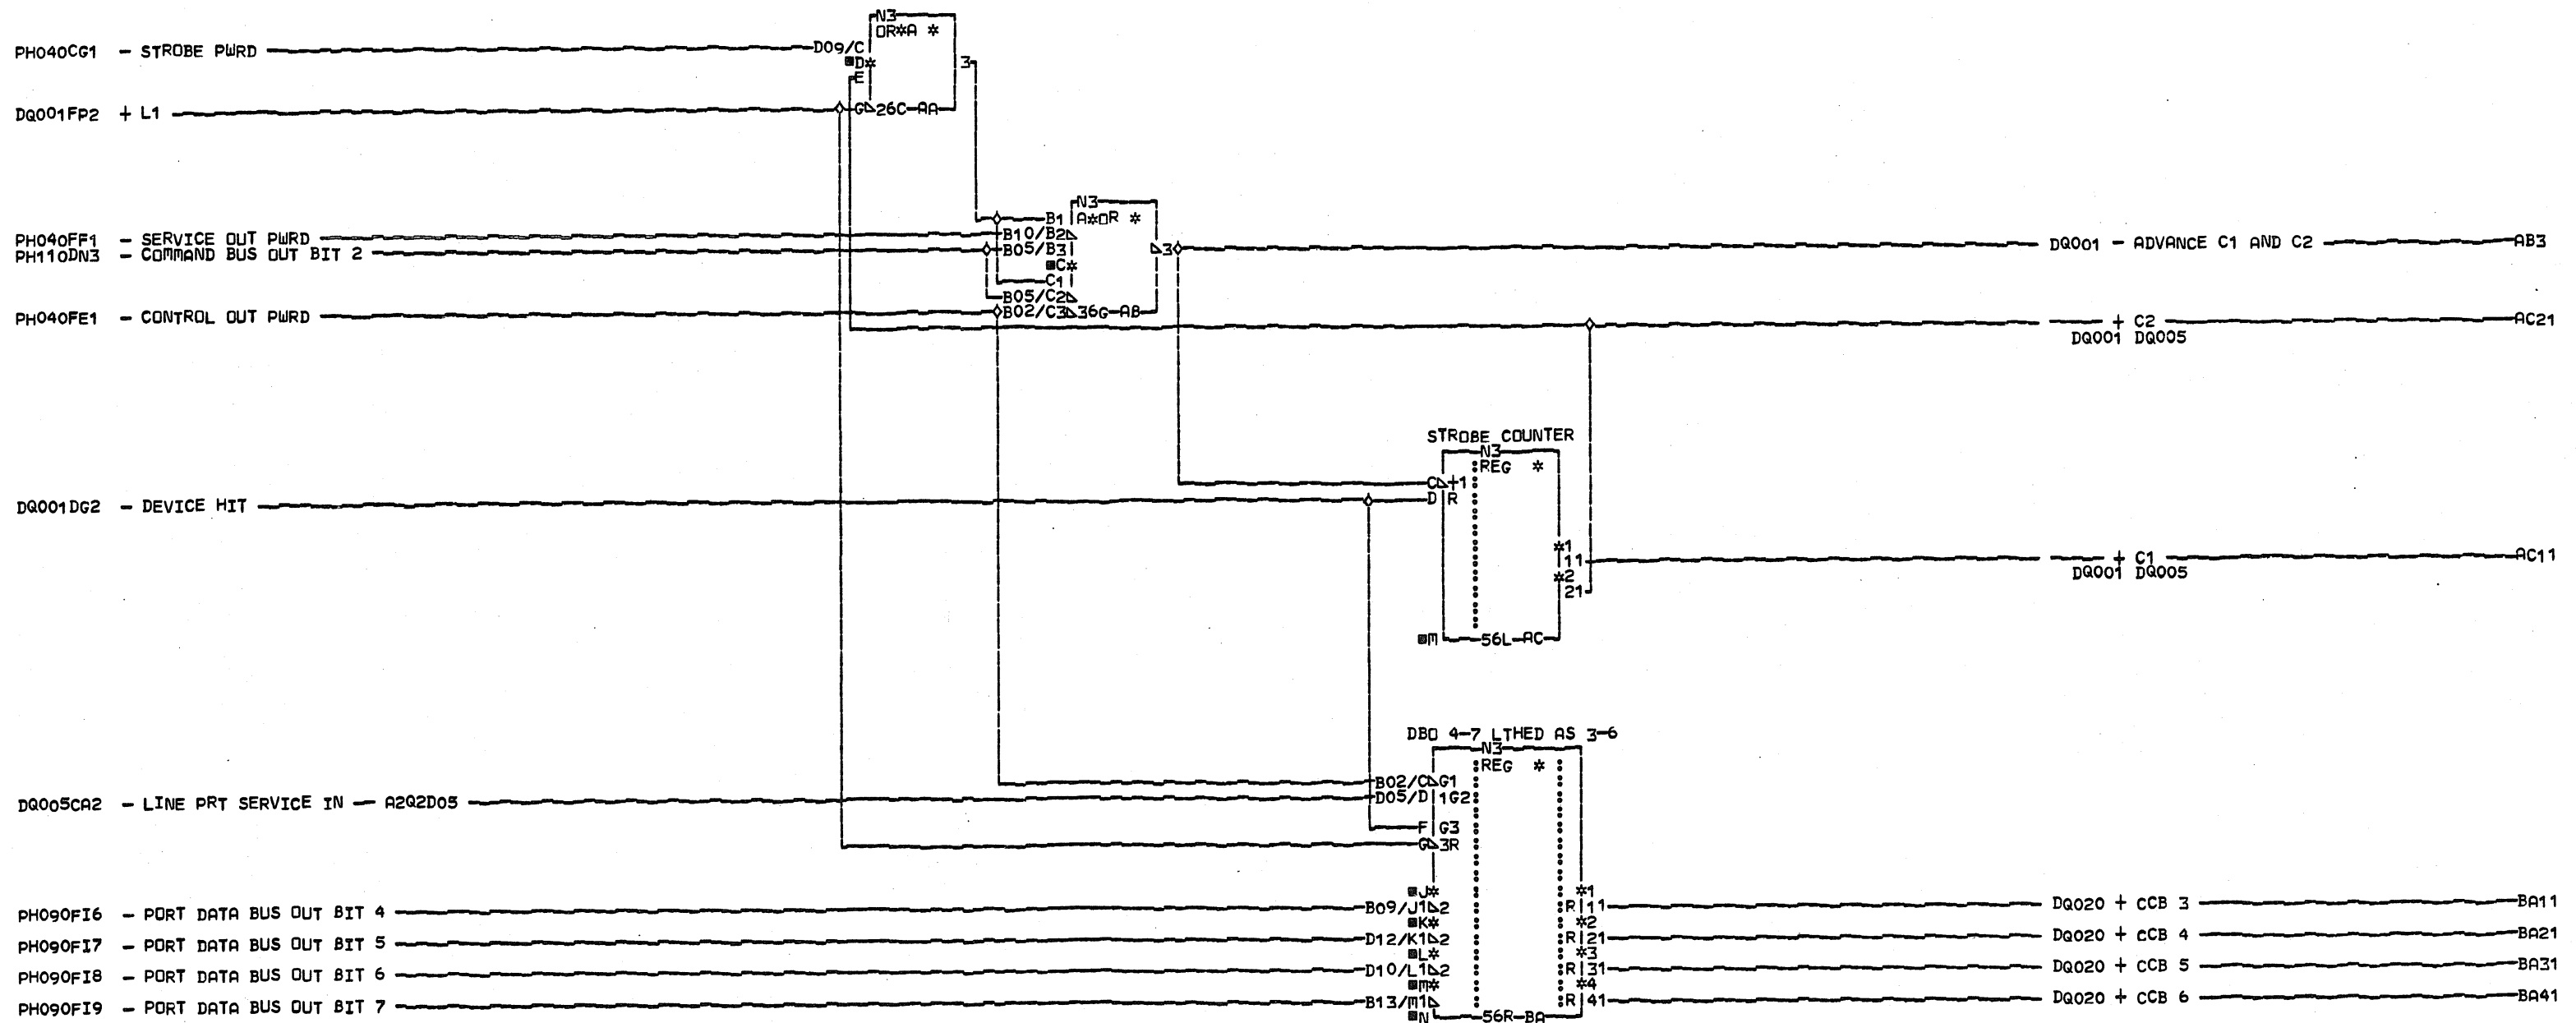 N3
OR*A *
PH040CG1 - STROBE PWRD D09/C
D*
3
E
DQ001FP2 + L1 G 26C-AA
N3
B1 A*OR *
PH040FF1 - SERVICE OUT PWRD B10/B2
PH110DN3 - COMMAND BUS OUT BIT 2 B05/B3 3 DQ001 - ADVANCE C1 AND C2 AB3
C*
C1
B05/C2
PH040FE1 - CONTROL OUT PWRD B02/C3 36G-AB + C2 AC21
DQ001 DQ005
STROBE COUNTER
N3
REG *
C +1
DQ001DG2 - DEVICE HIT D R
*1
11 + C1 AC11
DQ001 DQ005
*2
21
M 56L-AC
DBO 4-7 LTHED AS 3-6
N3
REG *
B02/C G1
DQ005CA2 - LINE PRT SERVICE IN - A2Q2D05 D05/D 1G2
F G3
G 3R
J* *1
PH090FI6 - PORT DATA BUS OUT BIT 4 B09/J1 2 R 11 DQ020 + CCB 3 BA11
K* *2
PH090FI7 - PORT DATA BUS OUT BIT 5 D12/K1 2 R 21 DQ020 + CCB 4 BA21
L* *3
PH090FI8 - PORT DATA BUS OUT BIT 6 D10/L1 2 R 31 DQ020 + CCB 5 BA31
M* *4
PH090FI9 - PORT DATA BUS OUT BIT 7 B13/M1 R 41 DQ020 + CCB 6 BA41
N 56R-BA